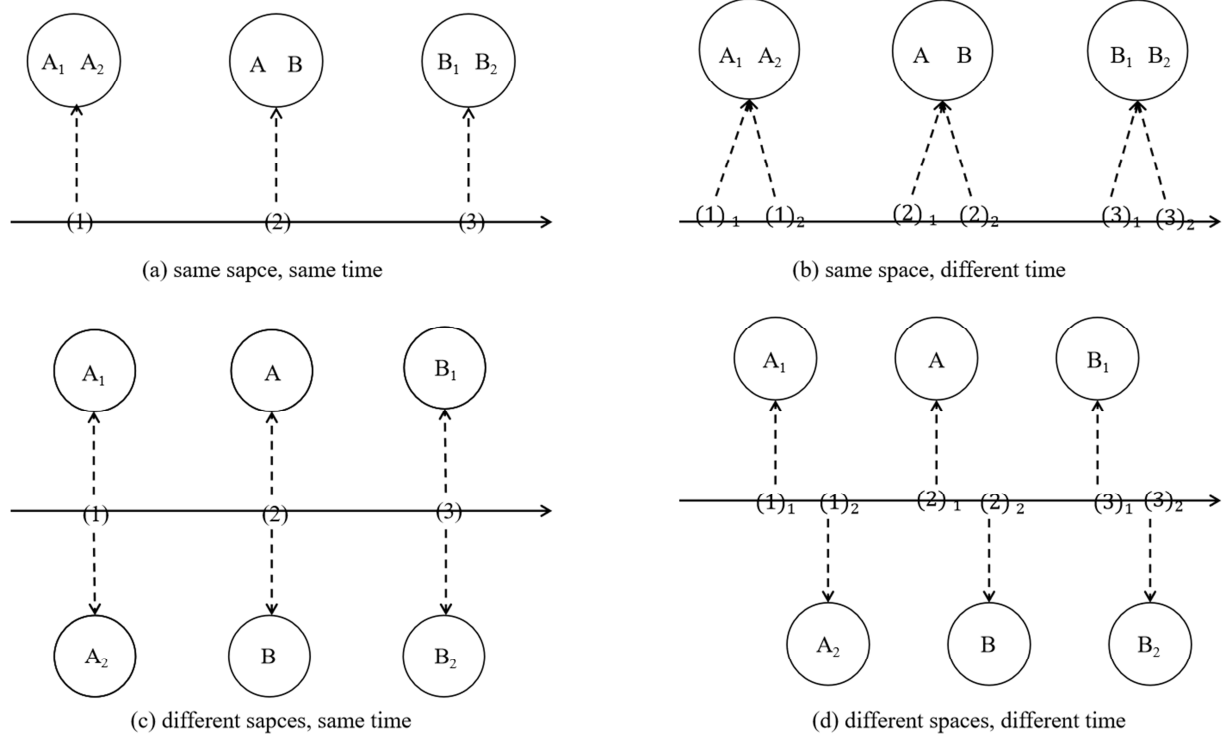 A₁ A₂
A B
B₁ B₂
(1)
(2)
(3)
(a) same sapce, same time
A₁ A₂
A B
B₁ B₂
(1)₁ (1)₂
(2)₁ (2)₂
(3)₁ (3)₂
(b) same space, different time
A₁
A
B₁
(1)
(2)
(3)
A₂
B
B₂
(c) different sapces, same time
A₁
A
B₁
(1)₁ (1)₂
(2)₁ (2)₂
(3)₁ (3)₂
A₂
B
B₂
(d) different spaces, different time